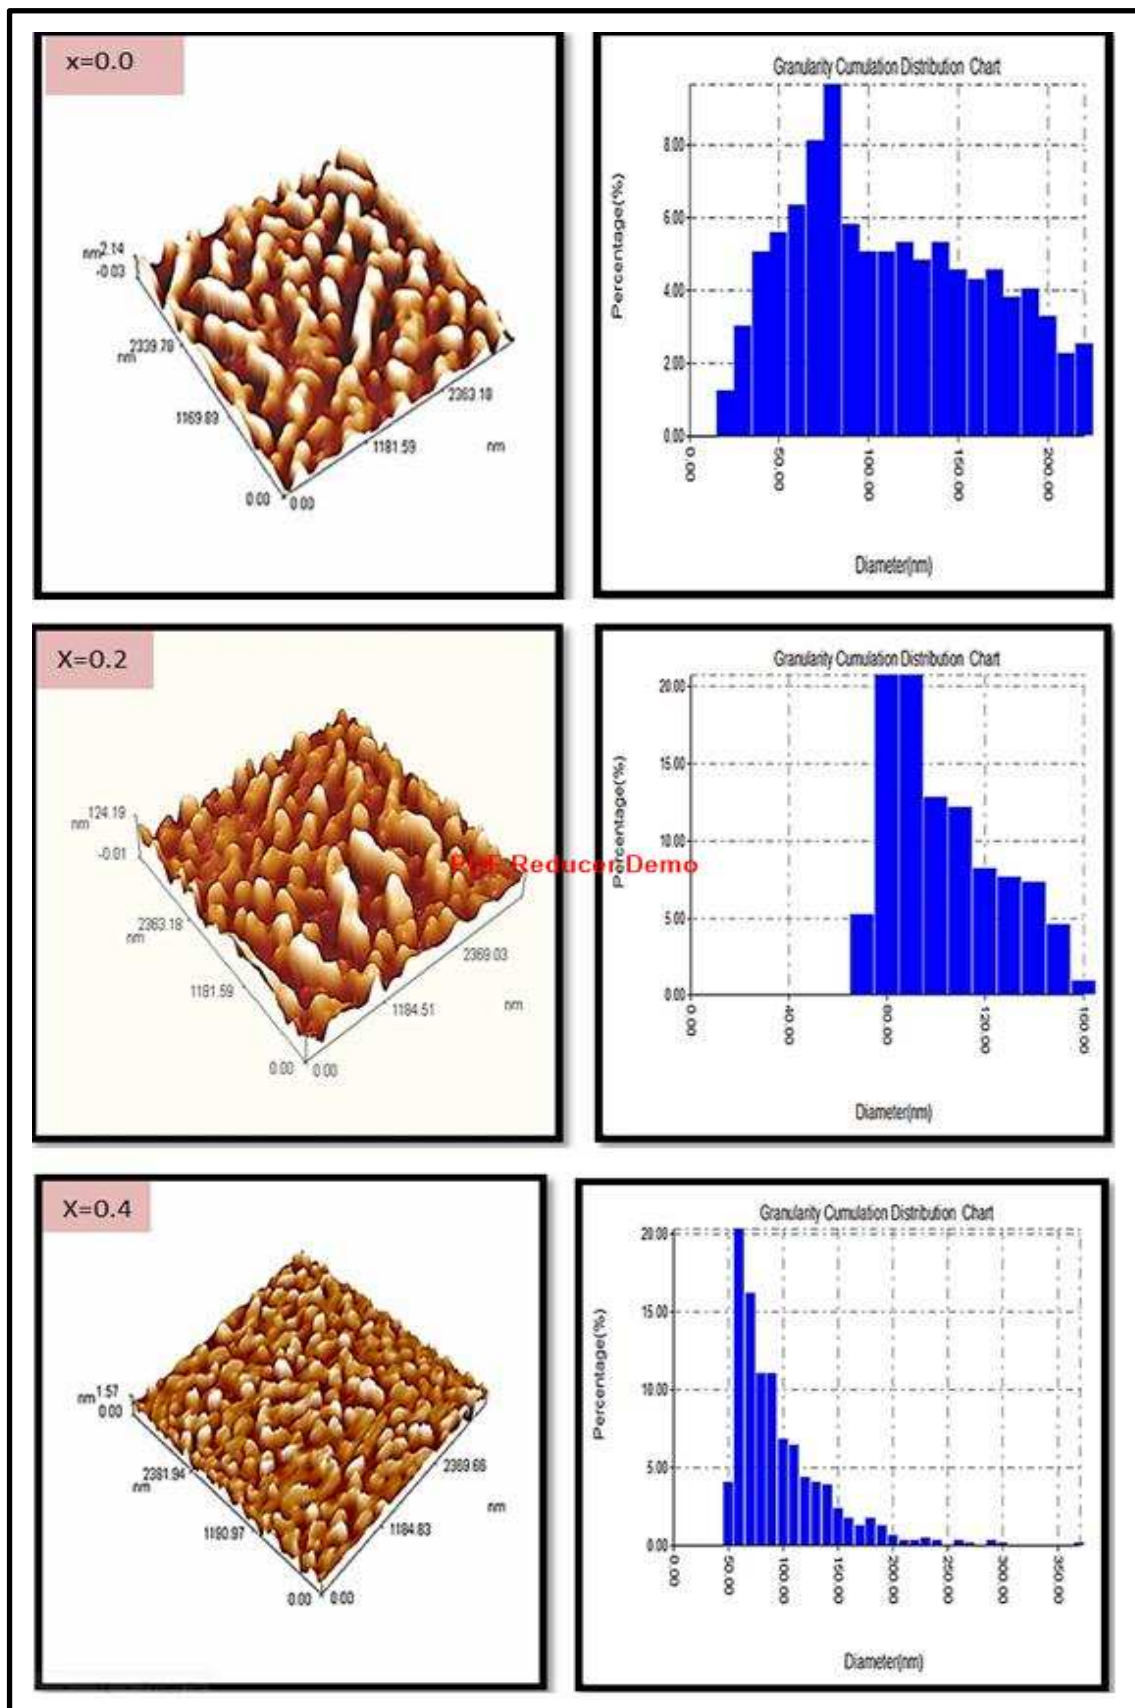 x=0.0
nm 2.14
-0.03
2339.78
nm
1169.89
0.00
0.00
1181.59
2363.18
nm
Granularity Cumulation Distribution Chart
Percentage(%)
8.00
6.00
4.00
2.00
0.00
0.00
50.00
100.00
150.00
200.00
Diameter(nm)
X=0.2
nm 124.19
-0.01
2363.18
nm
1181.59
0.00
0.00
1184.51
2369.03
nm
Granularity Cumulation Distribution Chart
Percentage(%)
20.00
15.00
10.00
5.00
0.00
0.00
40.00
80.00
120.00
160.00
Diameter(nm)
Reducer Demo
X=0.4
nm 1.57
0.00
2381.94
nm
1190.97
0.00
0.00
1184.83
2369.66
nm
Granularity Cumulation Distribution Chart
Percentage(%)
20.00
15.00
10.00
5.00
0.00
0.00
50.00
100.00
150.00
200.00
250.00
300.00
350.00
Diameter(nm)